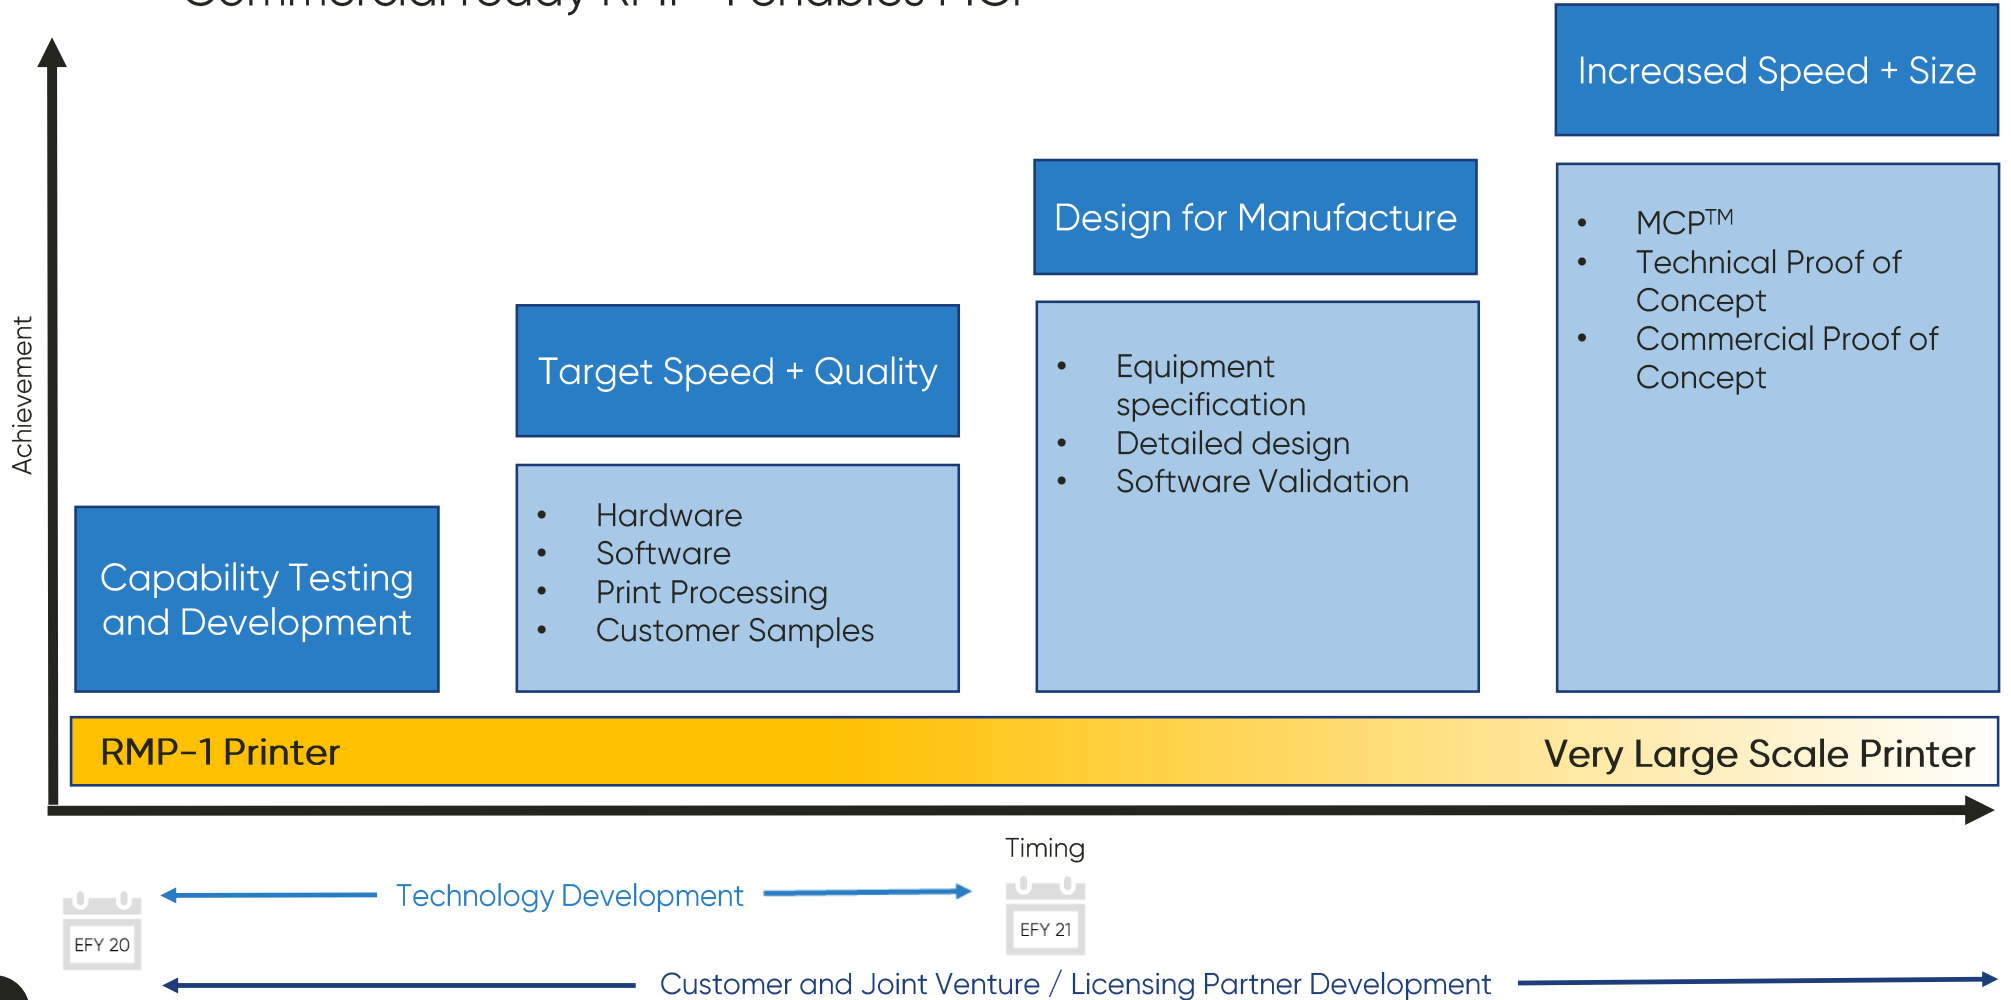 Increased Speed + Size
Design for Manufacture
• MCP™
• Technical Proof of
Concept
• Commercial Proof of
Concept
Target Speed + Quality
• Equipment
specification
• Detailed design
• Software Validation
Achievement
• Hardware
• Software
• Print Processing
• Customer Samples
Capability Testing
and Development
RMP-1 Printer
Very Large Scale Printer
Timing
Technology Development
EFY 20
EFY 21
Customer and Joint Venture / Licensing Partner Development